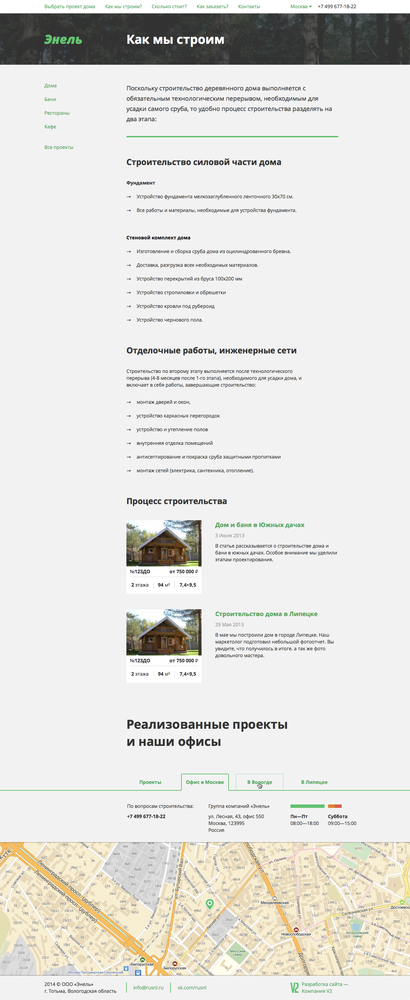 Выбрать проект дома Как мы строим? Сколько стоит? Как заказать? Контакты Москва +7 499 677-18-22
Энель
Как мы строим
Дома
Бани
Рестораны
Кафе
Все проекты
Поскольку строительство деревянного дома выполняется с
обязательным технологическим перерывом, необходимым для
усадки самого сруба, то удобно процесс строительства разделять на
два этапа:
Строительство силовой части дома
Фундамент
→ Устройство фундамента мелкозаглубленного ленточного 30х70 см.
→ Все работы и материалы, необходимые для устройства фундамента.
Стеновой комплект дома
→ Изготовление и сборка сруба дома из оцилиндрованного бревна.
→ Доставка, разгрузка всех необходимых материалов.
→ Устройство перекрытий из бруса 100х200 мм
→ Устройство стропиловки и обрешетки
→ Устройство кровли под рубероид
→ Устройство чернового пола.
Отделочные работы, инженерные сети
Строительство по второму этапу выполняется после технологического
перерыва (4-8 месяцев после 1-го этапа), необходимого для усадки дома, и
включает в себя работы, завершающие строительство:
→ монтаж дверей и окон,
→ устройство каркасных перегородок
→ устройство и утепление полов
→ внутренняя отделка помещений
→ антисептирование и покраска сруба защитными пропитками
→ монтаж сетей (электрика, сантехника, отопление).
Процесс строительства
№123ДО от 750 000 ₽
2 этажа 94 м² 7,4×9,5
Дом и баня в Южных дачах
3 Июля 2013
В статье рассказывается о строительстве дома и
бани в южных дачах. Особое внимание мы уделили
этапам проектирования.
№123ДО от 750 000 ₽
2 этажа 94 м² 7,4×9,5
Строительство дома в Липецке
29 Мая 2013
В мае мы построили дом в городе Липецке. Наш
маркетолог подготовил небольшой фотоотчет. Вы
увидите, что получилось в итоге, а так же фото
довольного мастера.
Реализованные проекты
и наши офисы
Проекты Офис в Москве В Вологде В Липецке
По вопросам строительства:
+7 499 677-18-22
Группа компаний «Энель»
ул. Лесная, 43, офис 550
Москва, 123995
Россия
Пн—Пт
08:00—18:00
Суббота
09:00—15:00
Ленинградский просп.
Менделеевская
Новослободская
Белорусская
2014 © ООО «Энель»
г. Тотьма, Вологодская область
info@rusnl.ru
vk.com/rusnl
V2
Разработка сайта —
Компания V2